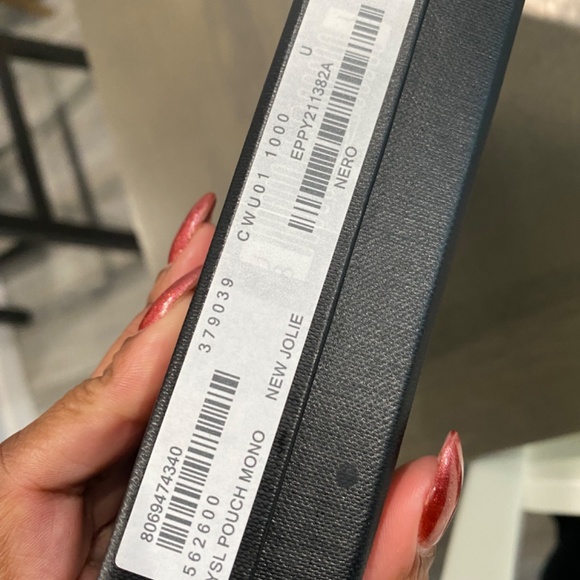 8069474340
562600 379039 CWU01 1000 U
EPPY211382A
YSL POUCH MONO NEW JOLIE NERO